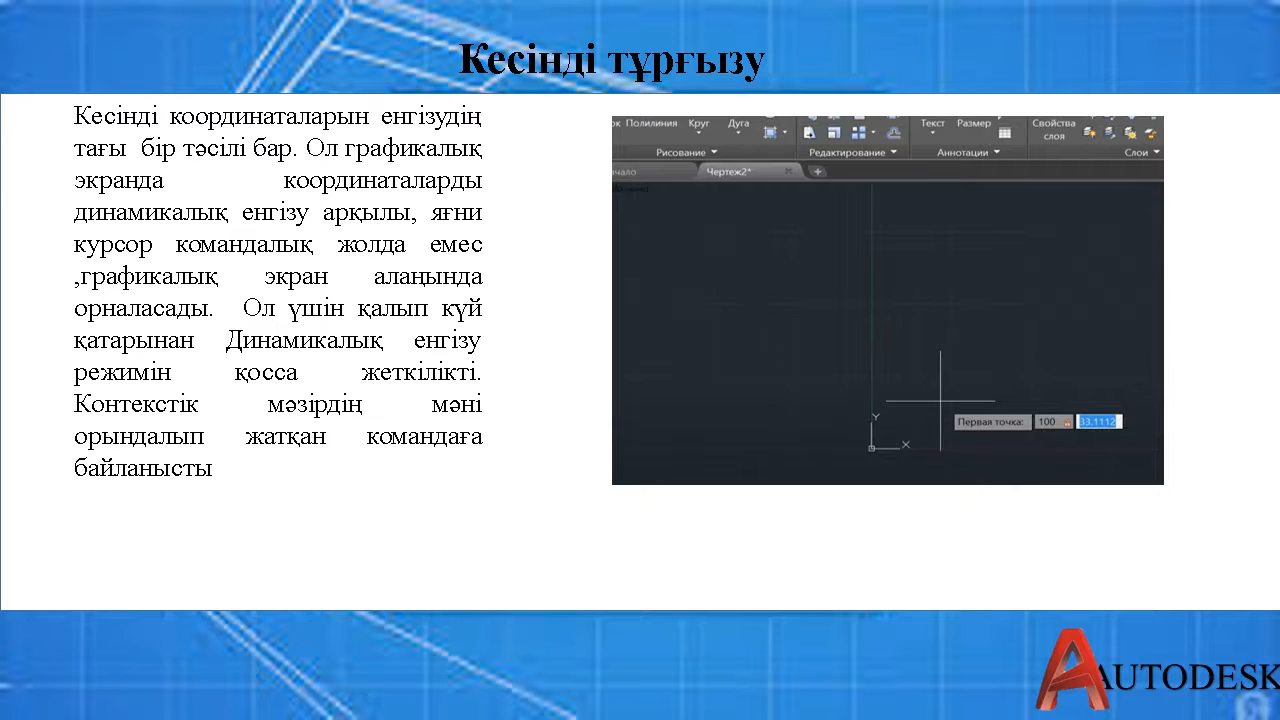 Кесінді тұрғызу
Кесінді координаталарын енгізудің
тағы бір тәсілі бар. Ол графикалық
экранда координаталарды
динамикалық енгізу арқылы, яғни
курсор командалық жолда емес
,графикалық экран алаңында
орналасады. Ол үшін қалып күй
қатарынан Динамикалық енгізу
режимін қосса жеткілікті.
Контекстік мәзірдің мәні
орындалып жатқан командаға
байланысты
Полилиния Круг Дуга Текст Размер Свойства
слоя
Рисование Редактирование Аннотации Слои
Чертеж2*
Y
X
Первая точка: 100 33.1112
AUTODESK